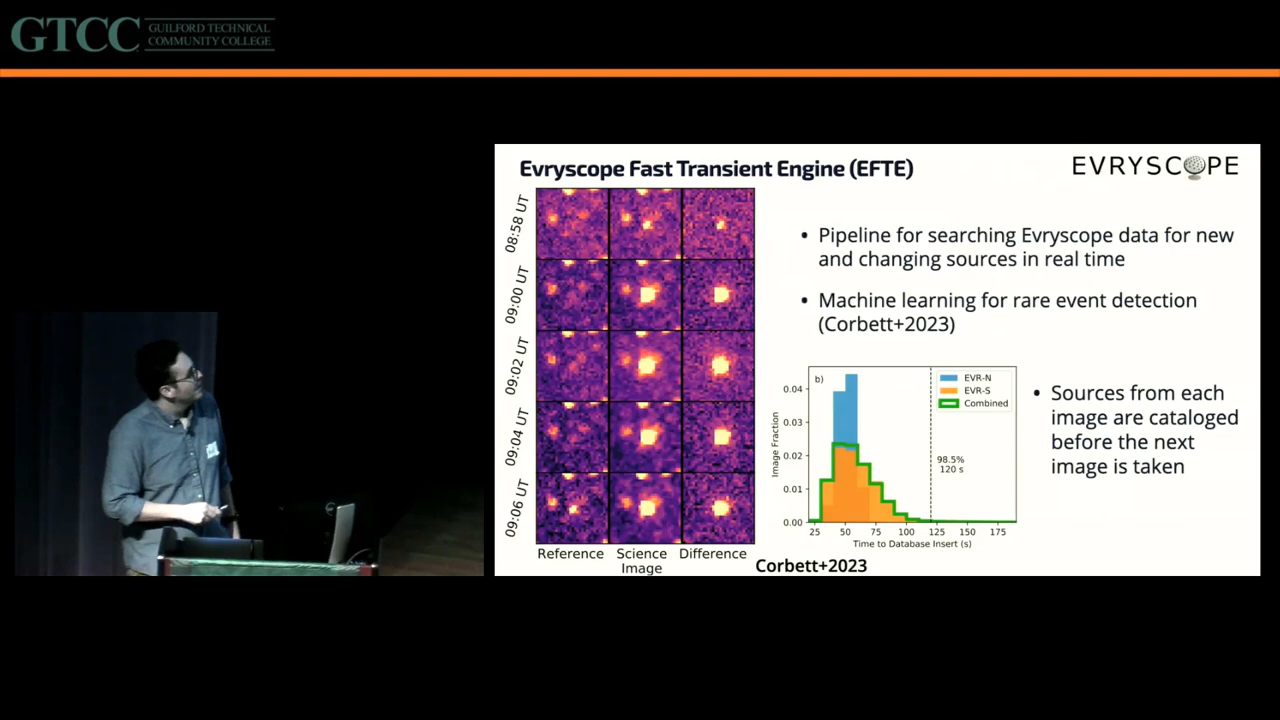 GTCC
GUILFORD TECHNICAL
COMMUNITY COLLEGE
Evryscope Fast Transient Engine (EFTE)
EVRYSCOPE
08:58 UT
09:00 UT
09:02 UT
09:04 UT
09:06 UT
Reference
Science
Image
Difference
• Pipeline for searching Evryscope data for new
and changing sources in real time
• Machine learning for rare event detection
(Corbett+2023)
b)
EVR-N
EVR-S
Combined
98.5%
120 s
Image Fraction
0.04
0.03
0.02
0.01
0.00
25
50
75
100
125
150
175
Time to Database Insert (s)
• Sources from each
image are cataloged
before the next
image is taken
Corbett+2023